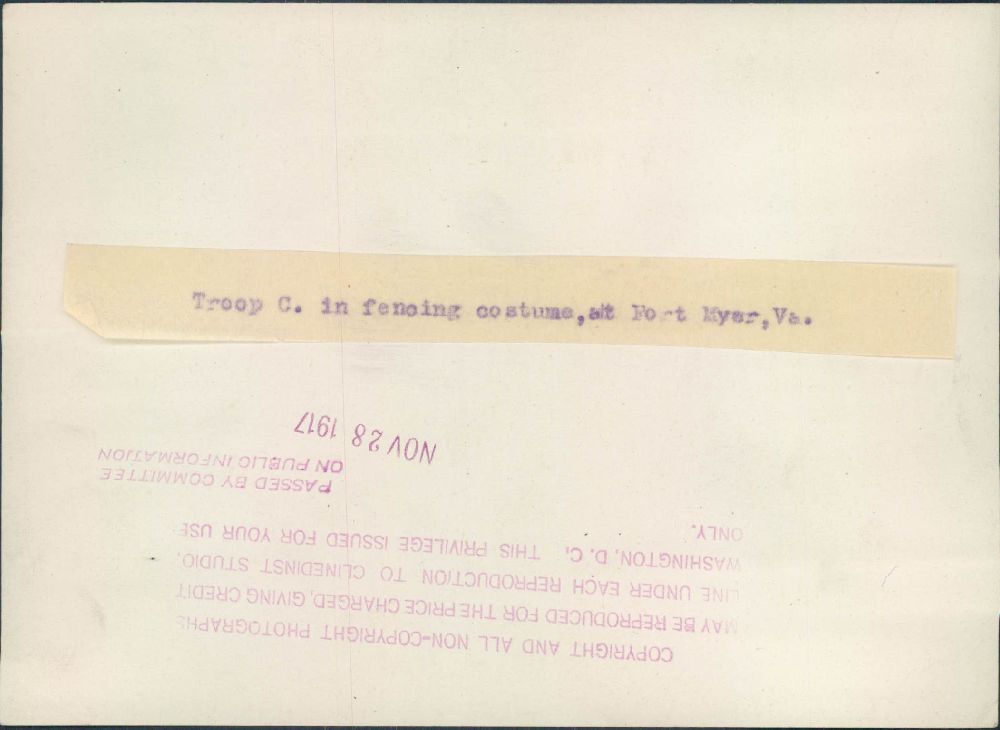 Troop C. in fencing costume,at Fort Myer,Va.
NOV 28 1917
PASSED BY COMMITTEE
ON PUBLIC INFORMATION
COPYRIGHT AND ALL NON-COPYRIGHT PHOTOGRAPHS
MAY BE REPRODUCED FOR THE PRICE CHARGED, GIVING CREDIT
LINE UNDER EACH REPRODUCTION TO CLINEDINST STUDIO,
WASHINGTON, D. C. THIS PRIVILEGE ISSUED FOR YOUR USE
ONLY.